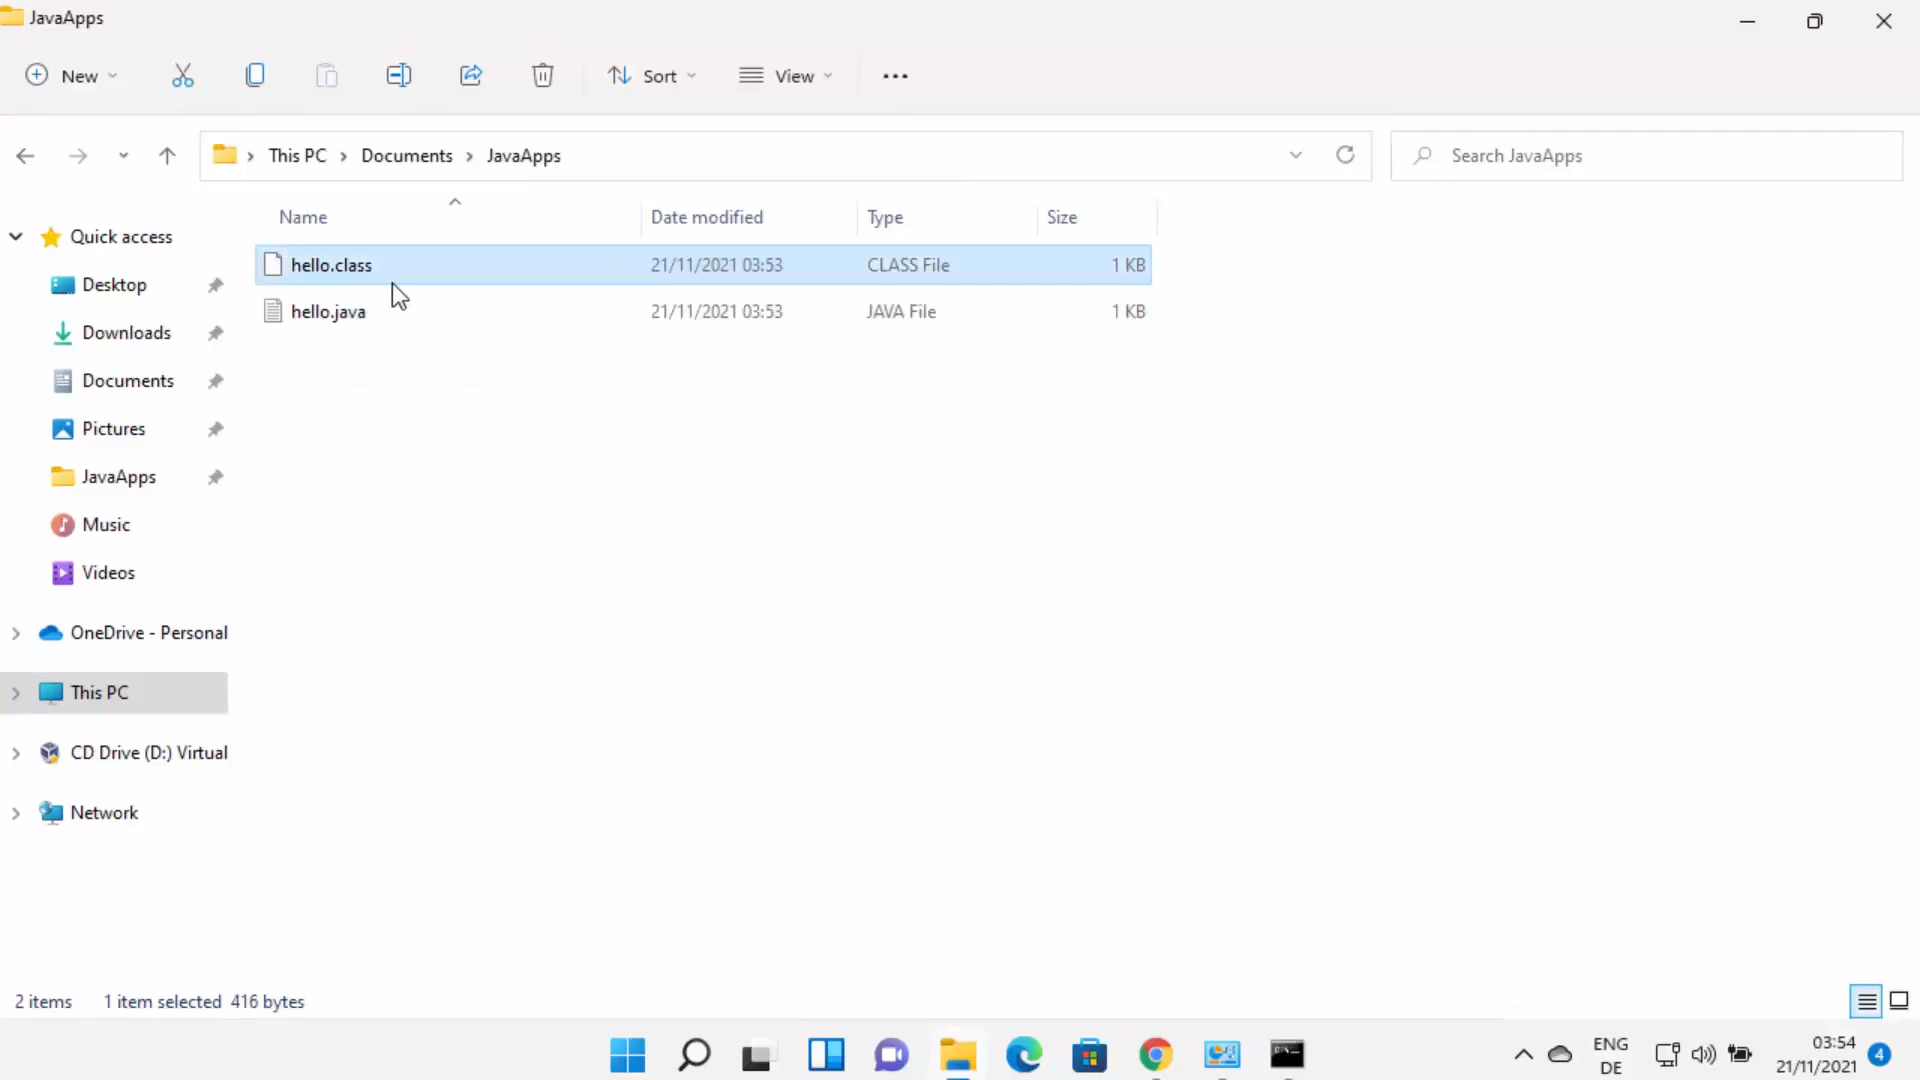 JavaApps
New
Sort
View
This PC
Documents
JavaApps
Search JavaApps
Name
Date modified
Type
Size
hello.class
21/11/2021 03:53
CLASS File
1 KB
hello.java
21/11/2021 03:53
JAVA File
1 KB
Quick access
Desktop
Downloads
Documents
Pictures
JavaApps
Music
Videos
OneDrive - Personal
This PC
CD Drive (D:) Virtual
Network
2 items
1 item selected 416 bytes
ENG
DE
03:54
21/11/2021
4